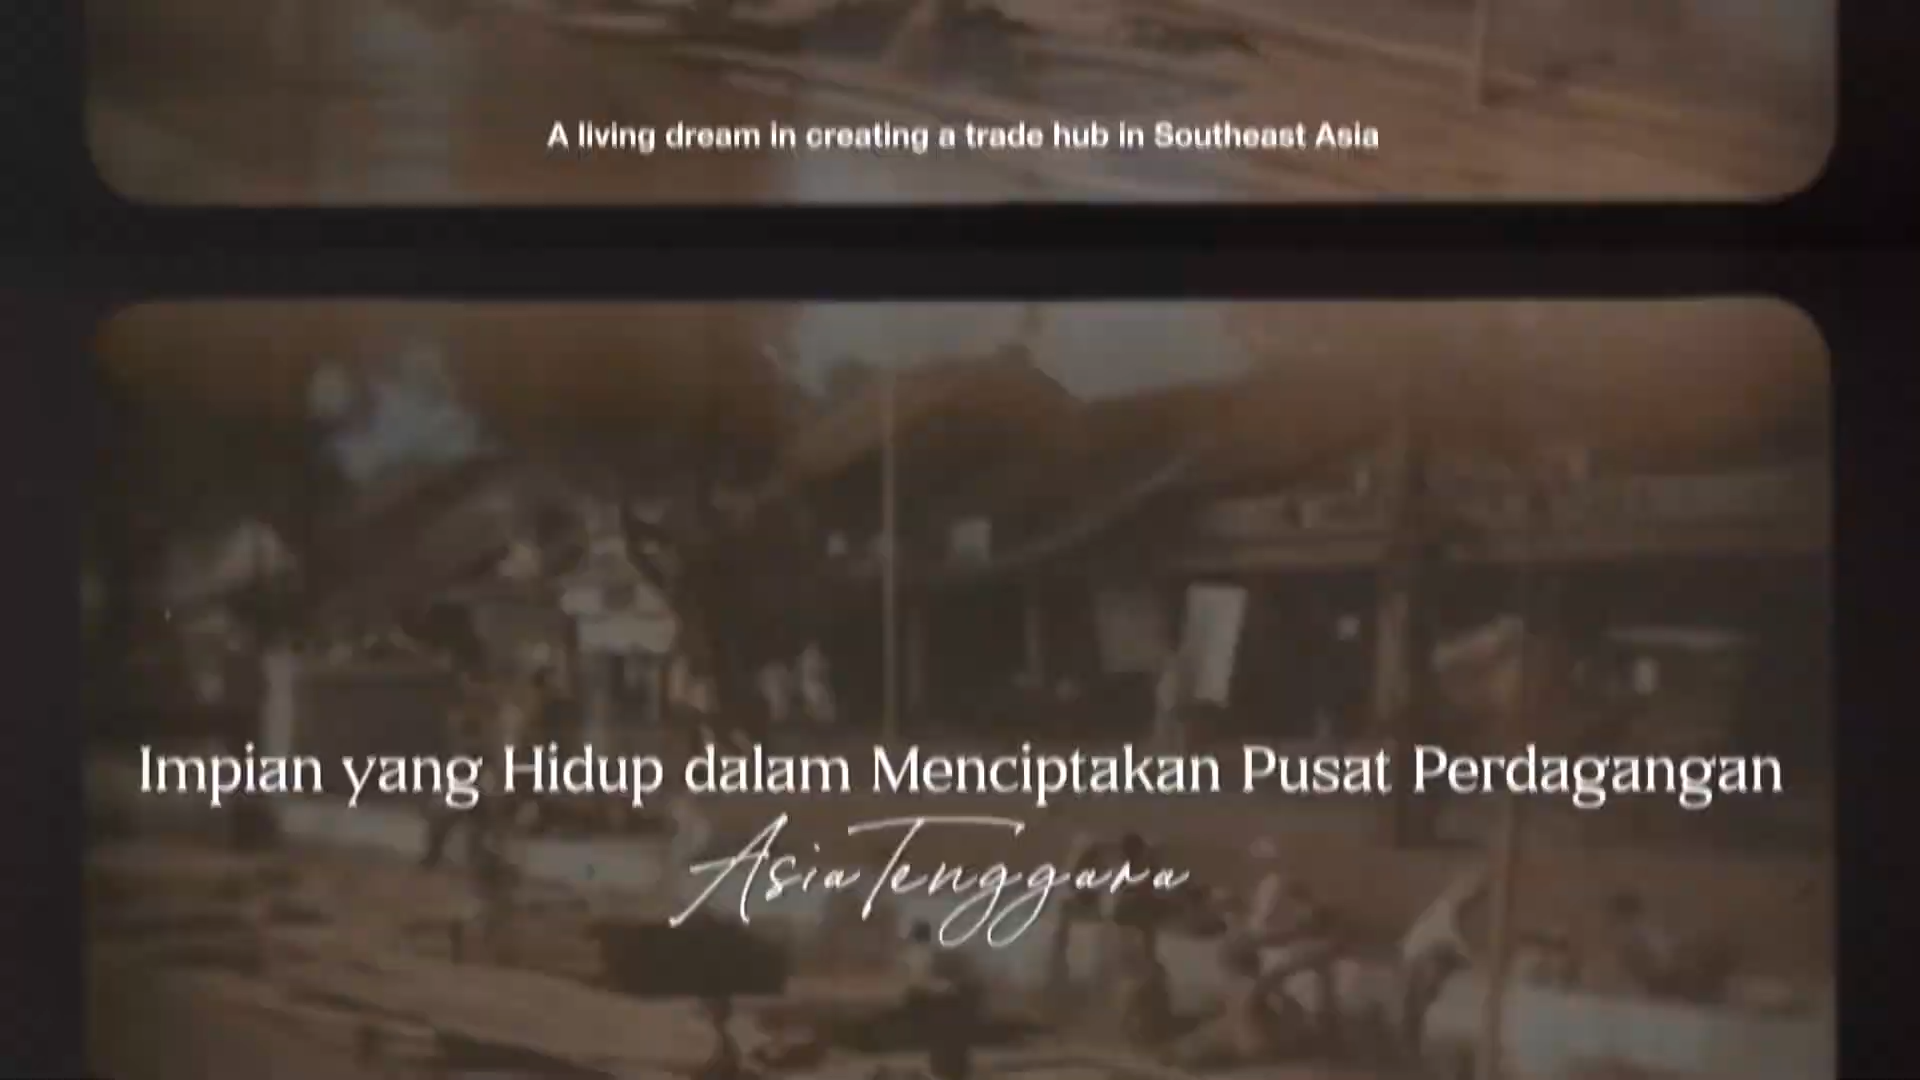 A living dream in creating a trade hub in Southeast Asia
Impian yang Hidup dalam Menciptakan Pusat Perdagangan
Asia Tenggara